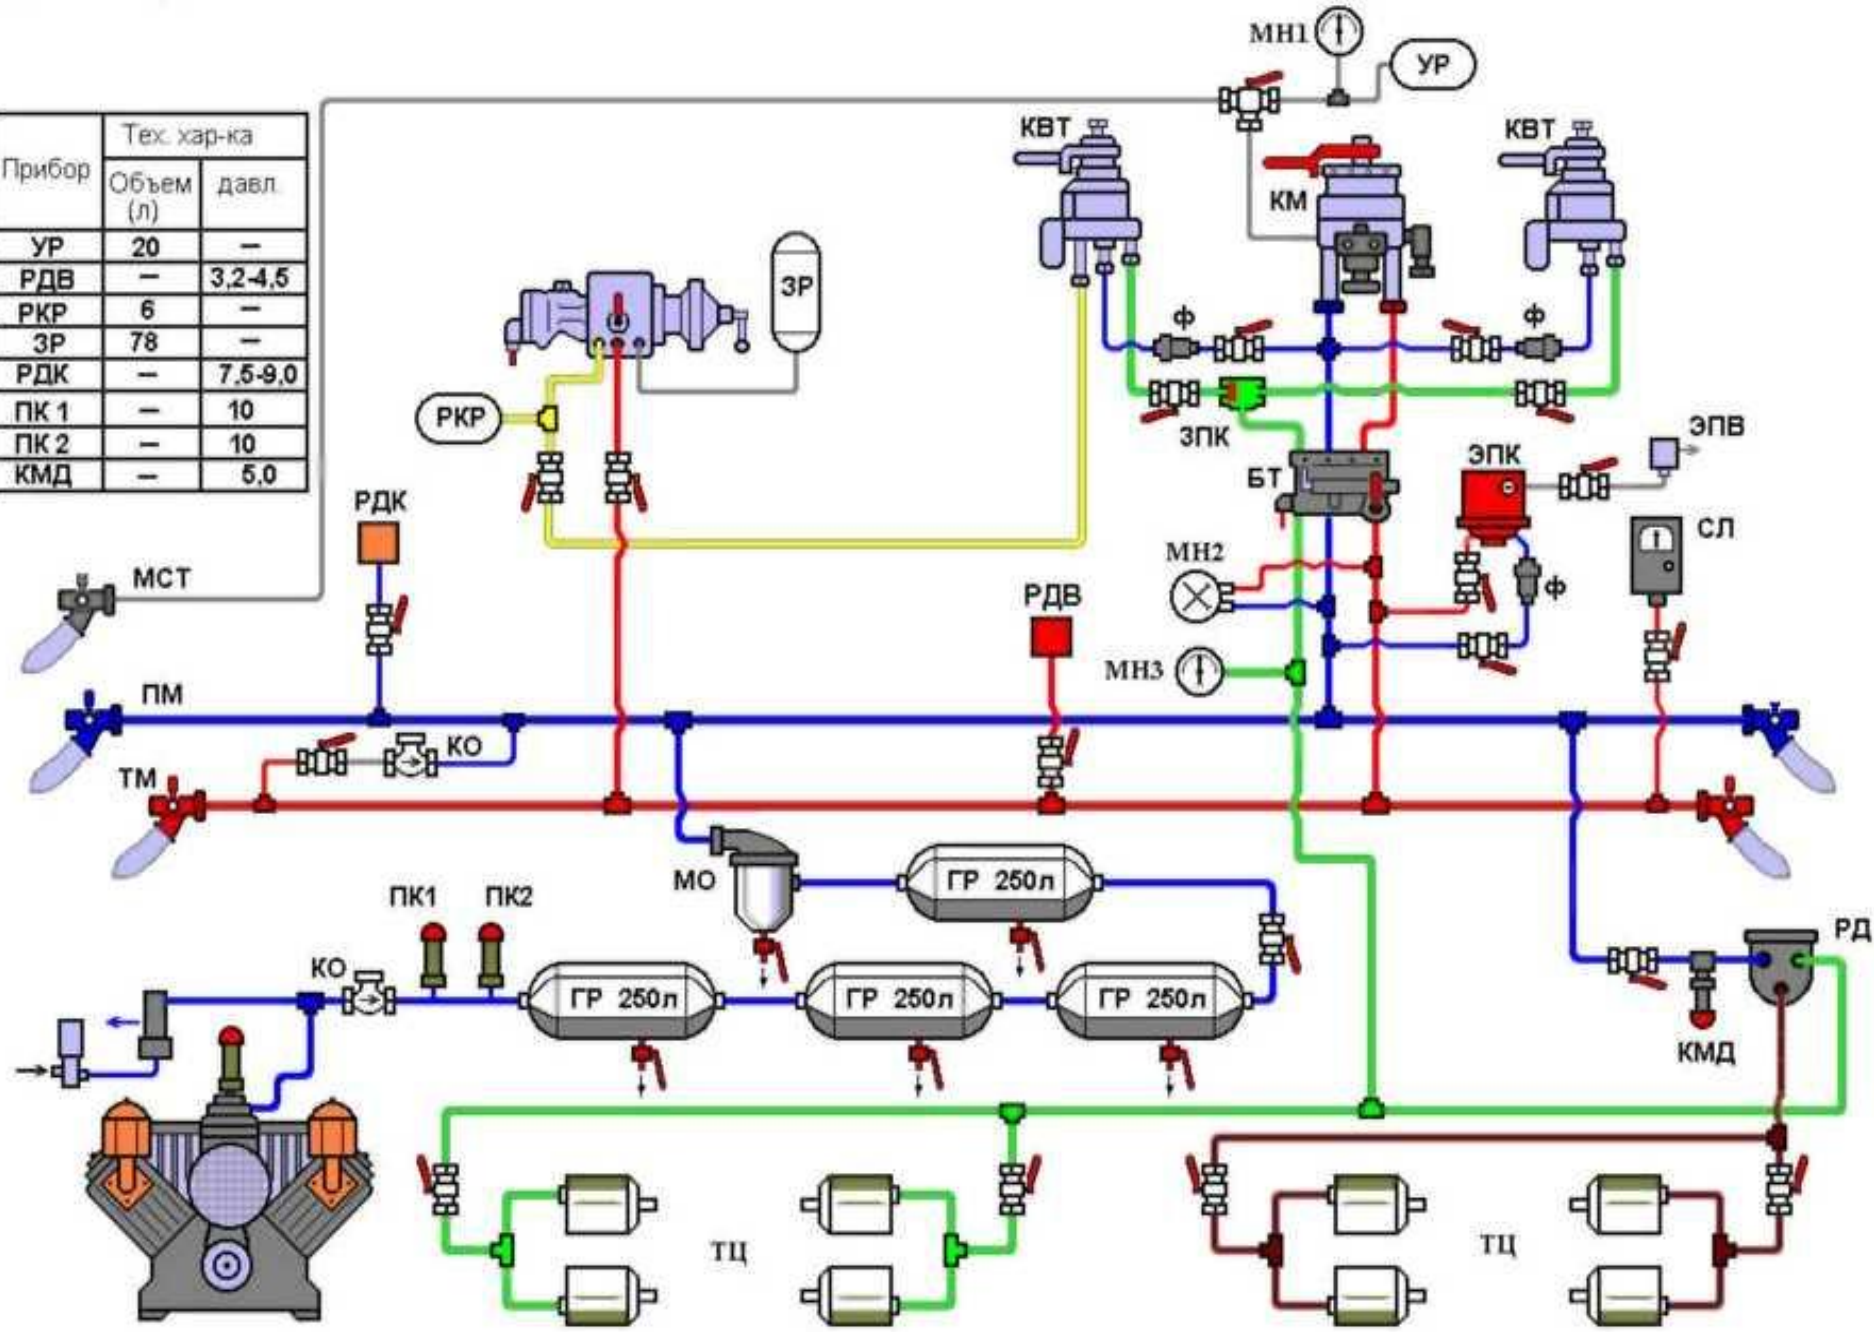 МН1
УР
КВТ
КВТ
КМ
Прибор
Тех. хар-ка
Объем (л)
давл.
УР 20 —
РДВ — 3,2-4,5
РКР 6 —
ЗР 78 —
РДК — 7,5-9,0
ПК 1 — 10
ПК 2 — 10
КМД — 5,0
ЗР
ф
ф
РКР
ЗПК
БТ
ЭПК
ЭПВ
РДК
СЛ
МН2
ф
МСТ
РДВ
МН3
ПМ
КО
ТМ
МО
ГР 250л
ПК1
ПК2
РД
КО
ГР 250л
ГР 250л
ГР 250л
КМД
ТЦ
ТЦ